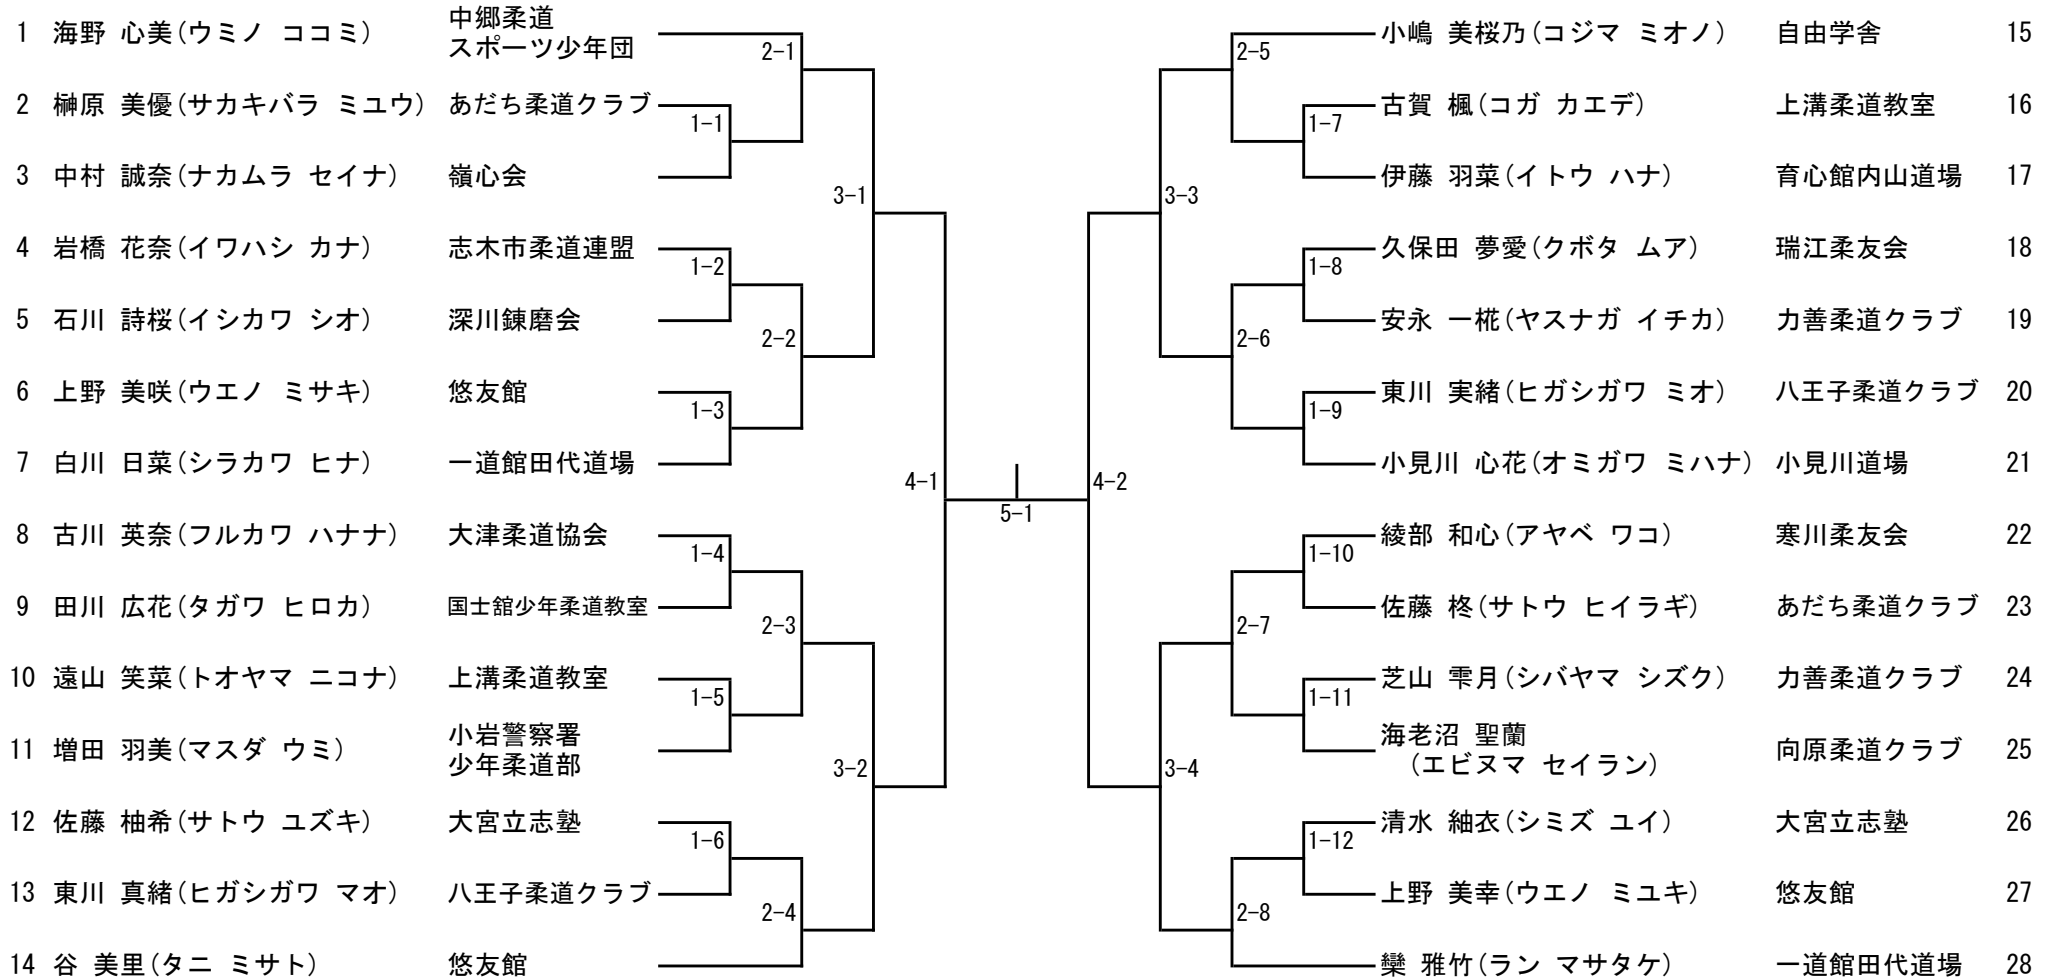 1 海野 心美(ウミノ ココミ) 中郷柔道
スポーツ少年団
2 榊原 美優(サカキバラ ミユウ) あだち柔道クラブ
3 中村 誠奈(ナカムラ セイナ) 嶺心会
4 岩橋 花奈(イワハシ カナ) 志木市柔道連盟
5 石川 詩桜(イシカワ シオ) 深川錬磨会
6 上野 美咲(ウエノ ミサキ) 悠友館
7 白川 日菜(シラカワ ヒナ) 一道館田代道場
8 古川 英奈(フルカワ ハナナ) 大津柔道協会
9 田川 広花(タガワ ヒロカ) 国士舘少年柔道教室
10 遠山 笑菜(トオヤマ ニコナ) 上溝柔道教室
11 増田 羽美(マスダ ウミ) 小岩警察署
少年柔道部
12 佐藤 柚希(サトウ ユズキ) 大宮立志塾
13 東川 真緒(ヒガシガワ マオ) 八王子柔道クラブ
14 谷 美里(タニ ミサト) 悠友館
2-1
1-1
3-1
1-2
2-2
1-3
4-1
1-4
2-3
1-5
3-2
1-6
2-4
5-1
2-5
1-7
3-3
1-8
2-6
1-9
4-2
1-10
2-7
1-11
3-4
1-12
2-8
小嶋 美桜乃(コジマ ミオノ) 自由学舎 15
古賀 楓(コガ カエデ) 上溝柔道教室 16
伊藤 羽菜(イトウ ハナ) 育心館内山道場 17
久保田 夢愛(クボタ ムア) 瑞江柔友会 18
安永 一椛(ヤスナガ イチカ) 力善柔道クラブ 19
東川 実緒(ヒガシガワ ミオ) 八王子柔道クラブ 20
小見川 心花(オミガワ ミハナ) 小見川道場 21
綾部 和心(アヤベ ワコ) 寒川柔友会 22
佐藤 柊(サトウ ヒイラギ) あだち柔道クラブ 23
芝山 雫月(シバヤマ シズク) 力善柔道クラブ 24
海老沼 聖蘭
(エビヌマ セイラン) 向原柔道クラブ 25
清水 紬衣(シミズ ユイ) 大宮立志塾 26
上野 美幸(ウエノ ミユキ) 悠友館 27
欒 雅竹(ラン マサタケ) 一道館田代道場 28